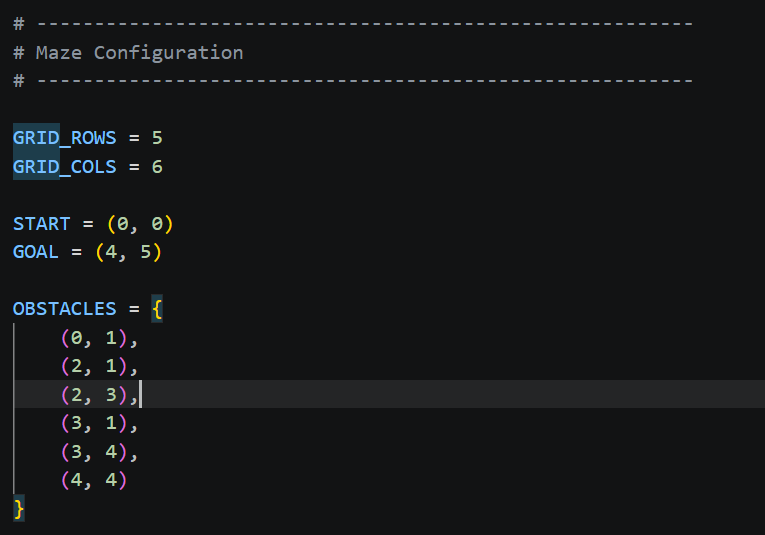 # ---------------------------------------------------------
# Maze Configuration
# ---------------------------------------------------------
GRID_ROWS = 5
GRID_COLS = 6
START = (0, 0)
GOAL = (4, 5)
OBSTACLES = {
    (0, 1),
    (2, 1),
    (2, 3),
    (3, 1),
    (3, 4),
    (4, 4)
}